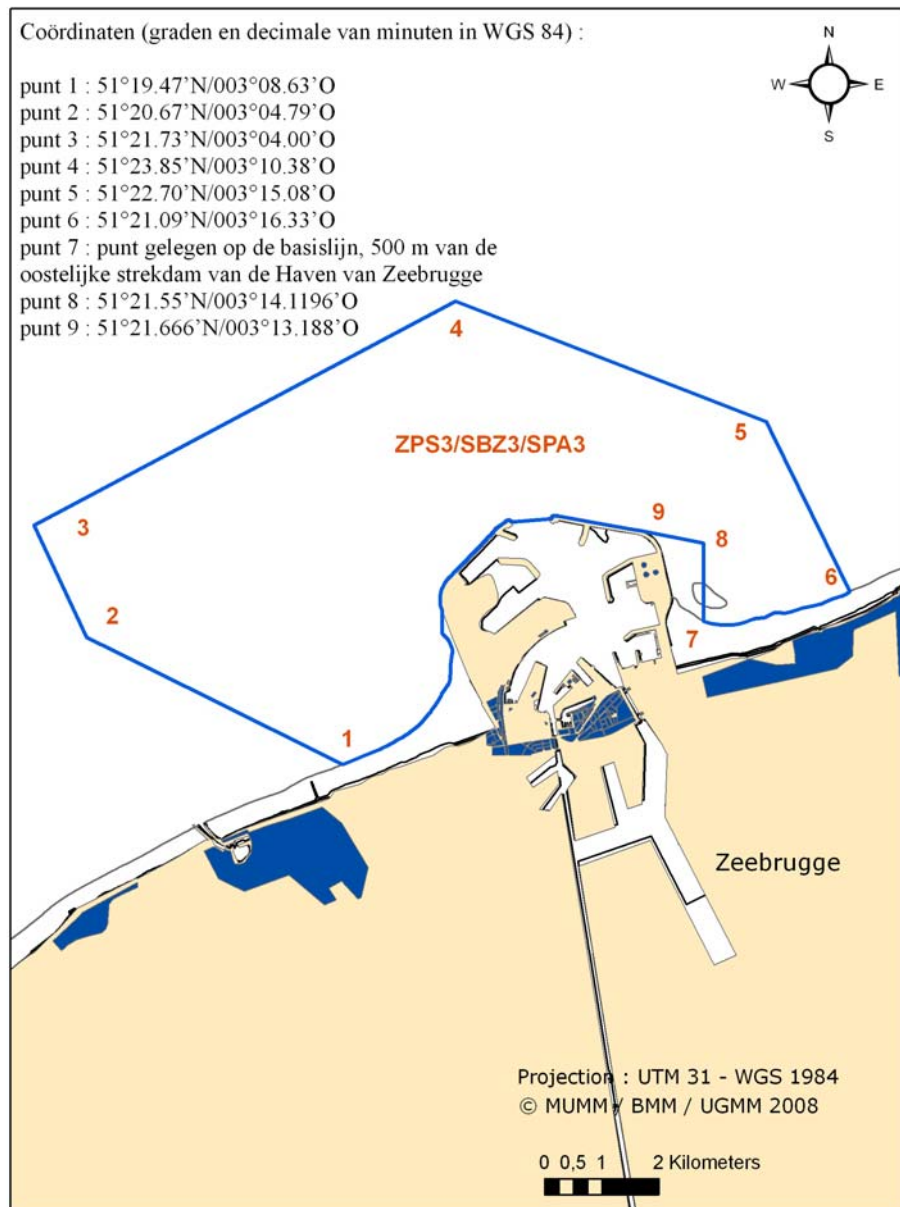 Coördinaten (graden en decimale van minuten in WGS 84) :
N
W E
S
punt 1 : 51°19.47’N/003°08.63’O
punt 2 : 51°20.67’N/003°04.79’O
punt 3 : 51°21.73’N/003°04.00’O
punt 4 : 51°23.85’N/003°10.38’O
punt 5 : 51°22.70’N/003°15.08’O
punt 6 : 51°21.09’N/003°16.33’O
punt 7 : punt gelegen op de basislijn, 500 m van de
oostelijke strekdam van de Haven van Zeebrugge
punt 8 : 51°21.55’N/003°14.1196’O
punt 9 : 51°21.666’N/003°13.188’O
4
5
ZPS3/SBZ3/SPA3
3
9
8
6
2
7
1
Zeebrugge
Projection : UTM 31 - WGS 1984
© MUMM / BMM / UGMM 2008
0 0,5 1 2 Kilometers